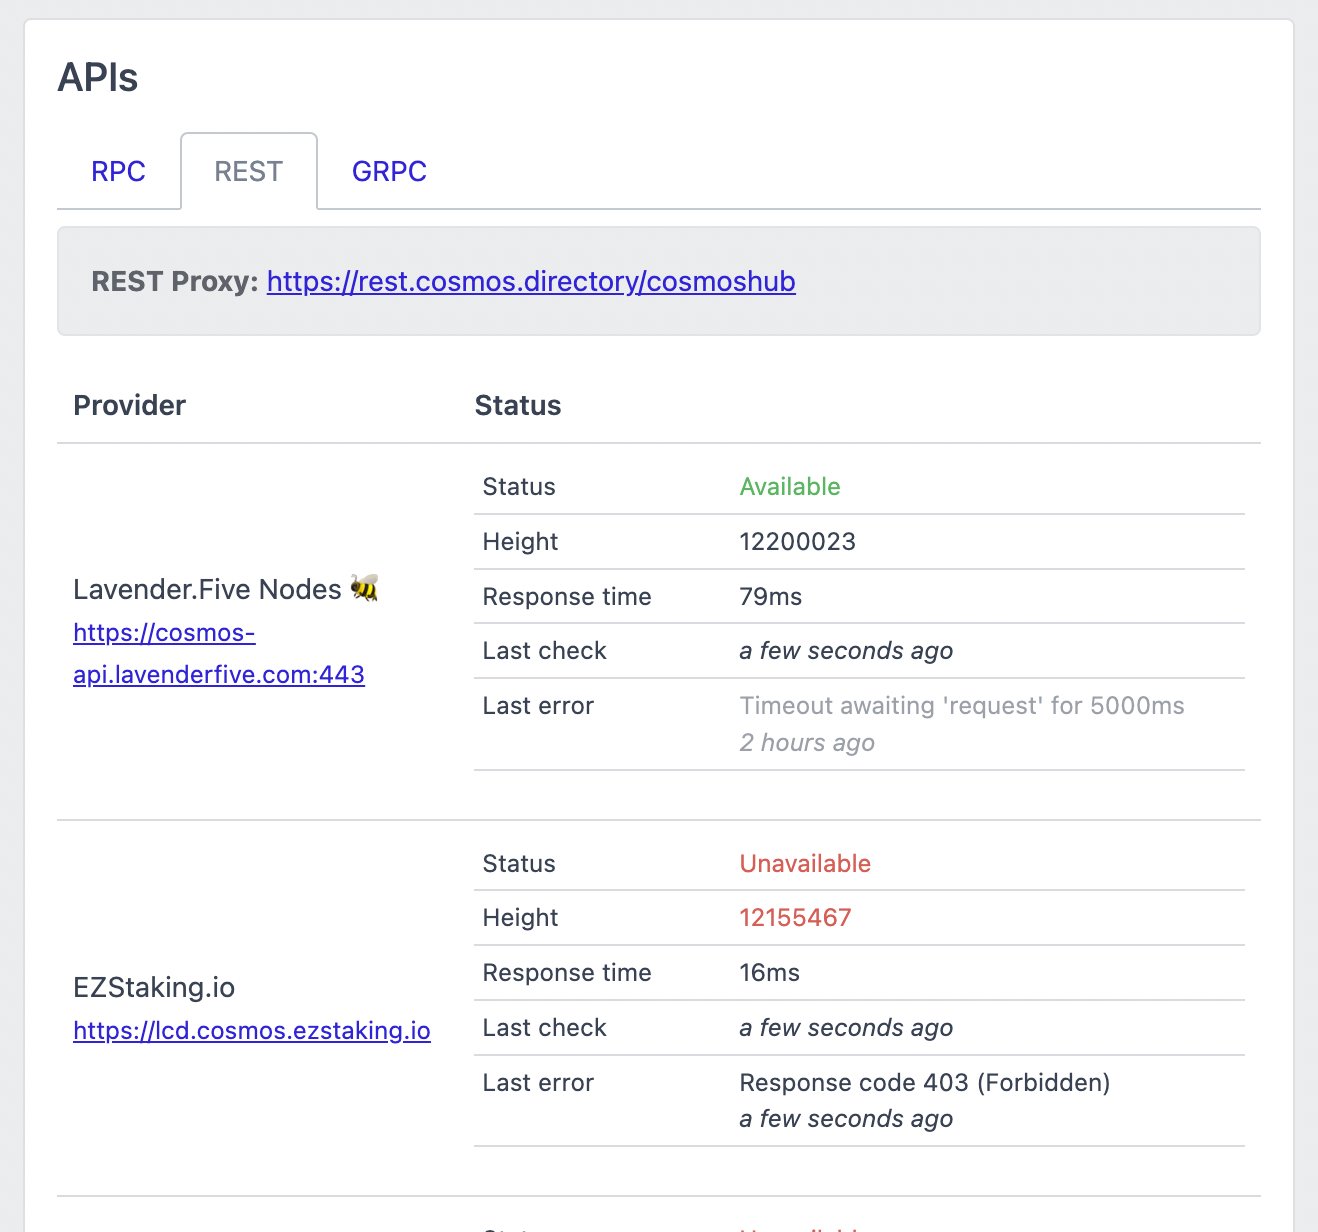 APIs
RPC REST GRPC
REST Proxy: https://rest.cosmos.directory/cosmoshub
Provider Status
Lavender.Five Nodes 🐝
https://cosmos-
api.lavenderfive.com:443
Status Available
Height 12200023
Response time 79ms
Last check a few seconds ago
Last error Timeout awaiting 'request' for 5000ms
2 hours ago
EZStaking.io
https://lcd.cosmos.ezstaking.io
Status Unavailable
Height 12155467
Response time 16ms
Last check a few seconds ago
Last error Response code 403 (Forbidden)
a few seconds ago